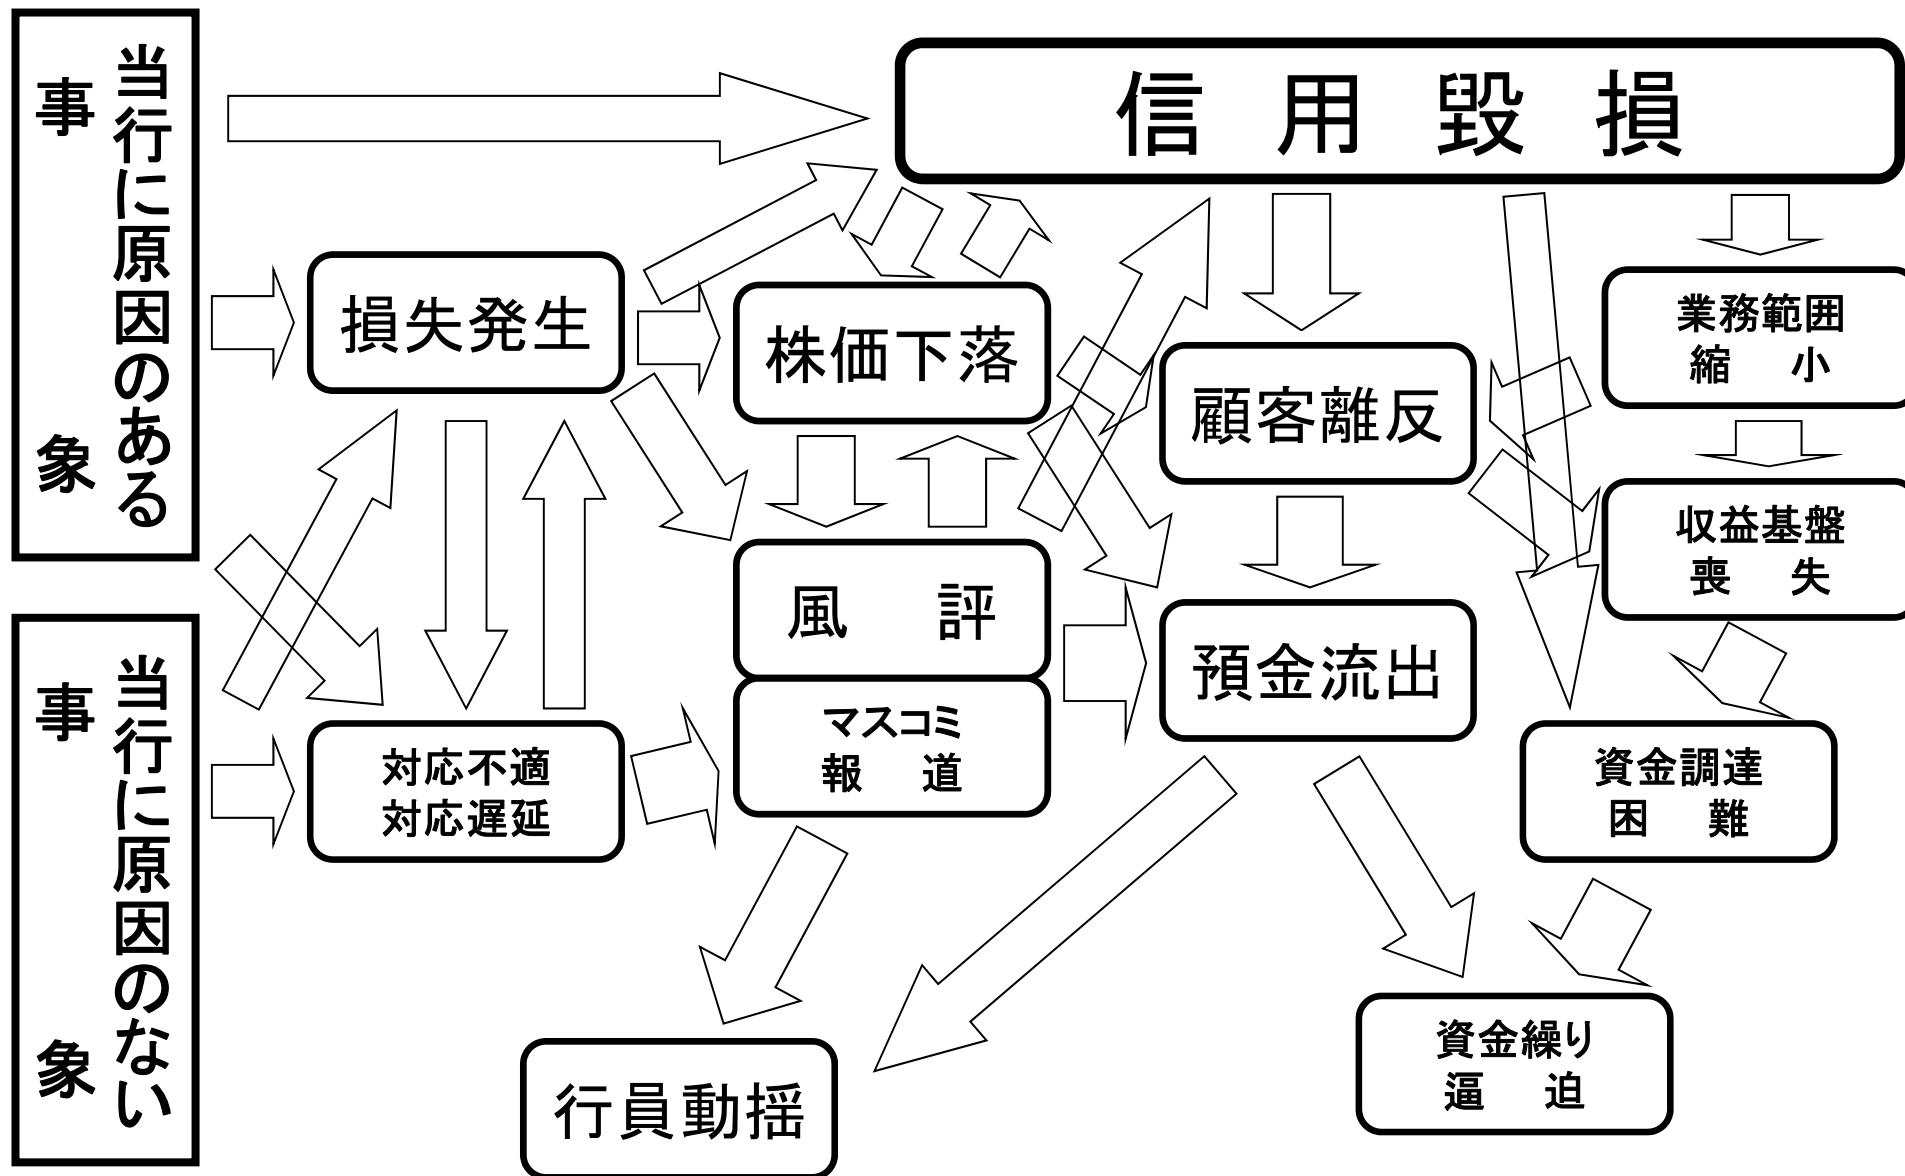 当行に原因のある
事象
信用毀損
損失発生
株価下落
業務範囲
縮小
顧客離反
収益基盤
喪失
風評
預金流出
当行に原因のない
事象
マスコミ
報道
対応不適
対応遅延
資金調達
困難
資金繰り
逼迫
行員動揺